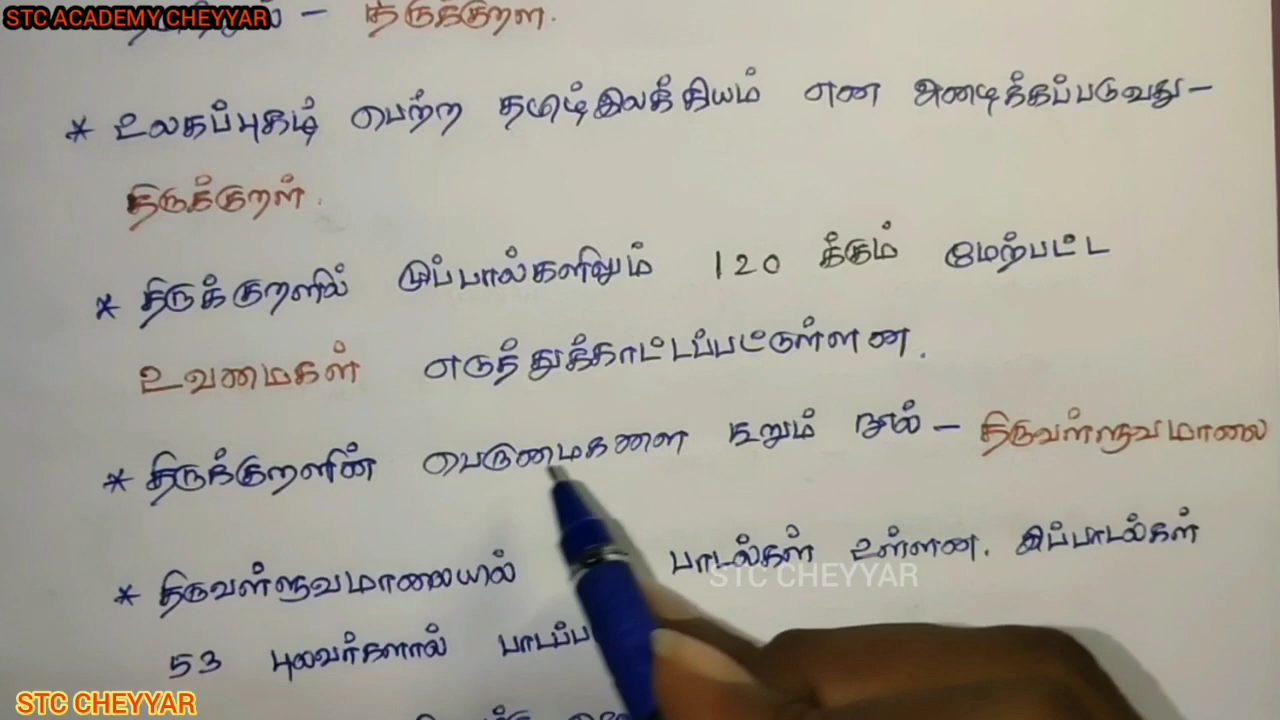 STC ACADEMY CHEYYAR
– திருக்குறள்.
* உலகப்புகழ் பெற்ற தமிழ்இலக்கியம் என அழைக்கப்படுவது –
திருக்குறள்.
* திருக்குறளில் முப்பால்களிலும் 120 க்கும் மேற்பட்ட
உவமைகள் எடுத்துக்காட்டப்பட்டுள்ளன.
* திருக்குறளின் பெருமைகளை கூறும் நூல் – திருவள்ளுவமாலை
* திருவள்ளுவமாலையில் பாடல்கள் உள்ளன. இப்பாடல்கள்
STC CHEYYAR
53 புலவர்களால்
STC CHEYYAR